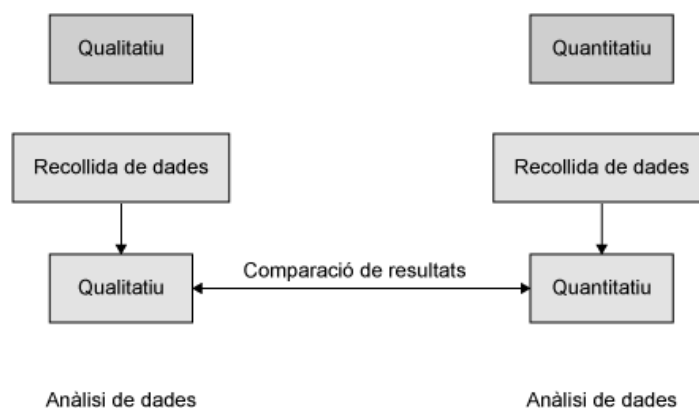 Qualitatiu
Quantitatiu
Recollida de dades
Recollida de dades
Qualitatiu
Comparació de resultats
Quantitatiu
Anàlisi de dades
Anàlisi de dades